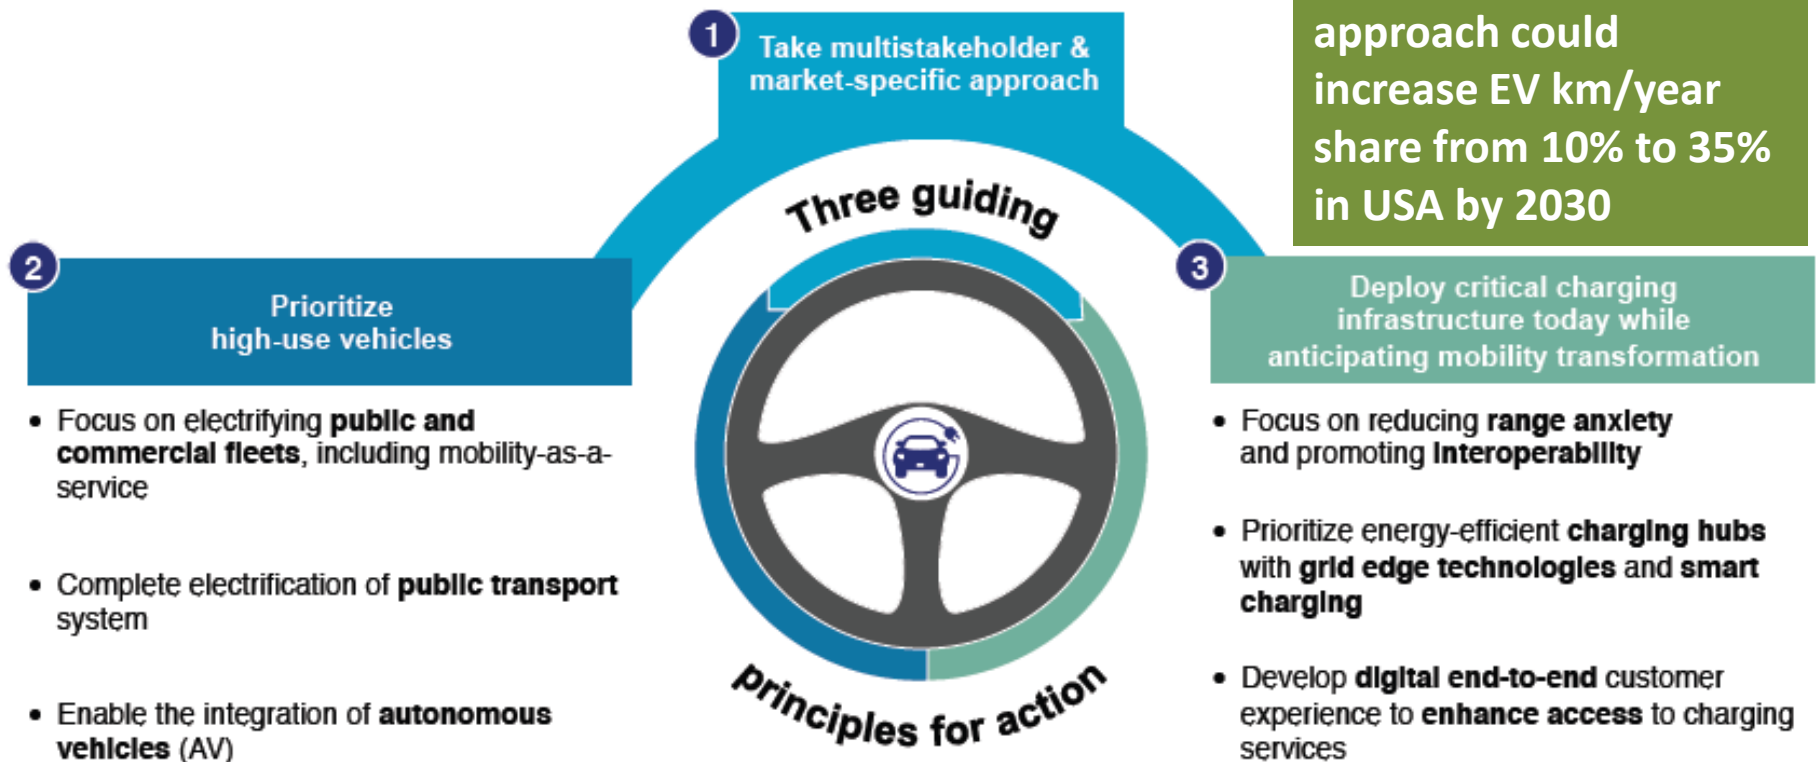 1
Take multistakeholder &
market-specific approach
approach could
increase EV km/year
share from 10% to 35%
in USA by 2030
Three guiding
principles for action
2
Prioritize
high-use vehicles
• Focus on electrifying public and
commercial fleets, including mobility-as-a-
service
• Complete electrification of public transport
system
• Enable the integration of autonomous
vehicles (AV)
3
Deploy critical charging
infrastructure today while
anticipating mobility transformation
• Focus on reducing range anxiety
and promoting interoperability
• Prioritize energy-efficient charging hubs
with grid edge technologies and smart
charging
• Develop digital end-to-end customer
experience to enhance access to charging
services